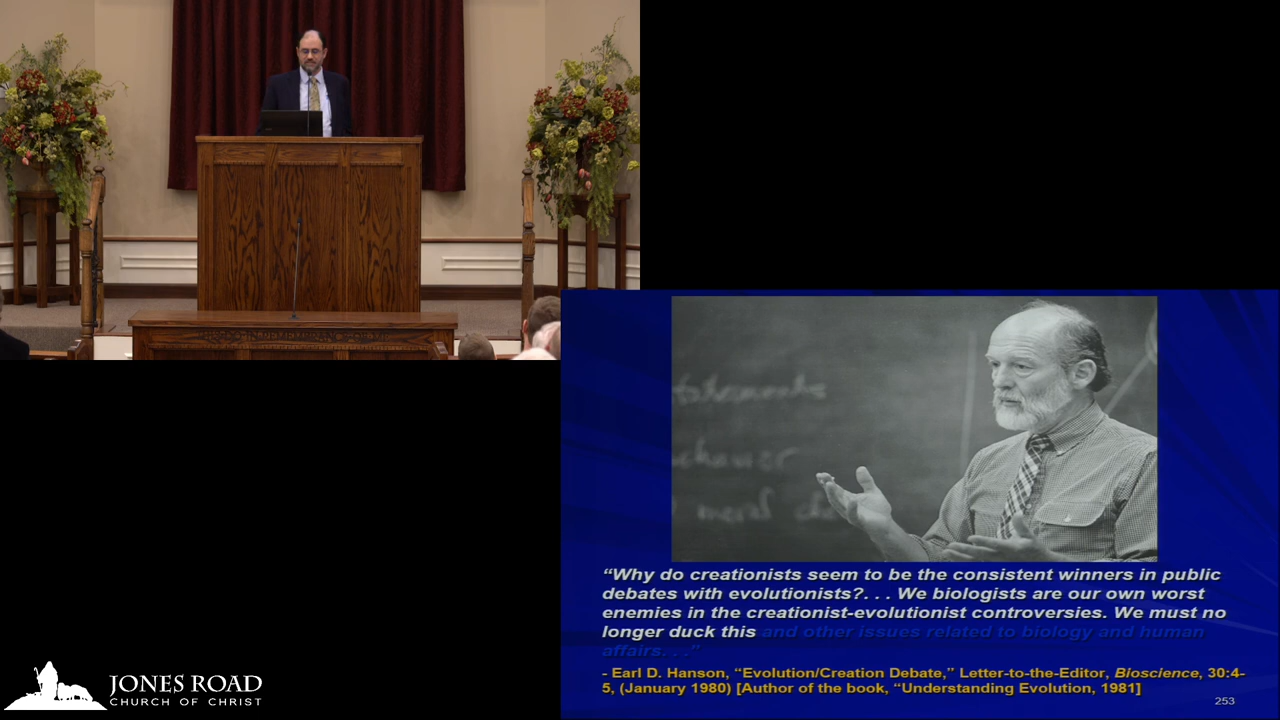 “Why do creationists seem to be the consistent winners in public
debates with evolutionists?. . . We biologists are our own worst
enemies in the creationist-evolutionist controversies. We must no
longer duck this and other issues related to biology and human
affairs. . .”
- Earl D. Hanson, “Evolution/Creation Debate,” Letter-to-the-Editor, Bioscience, 30:4-
5, (January 1980) [Author of the book, “Understanding Evolution, 1981]
253
JONES ROAD
CHURCH OF CHRIST